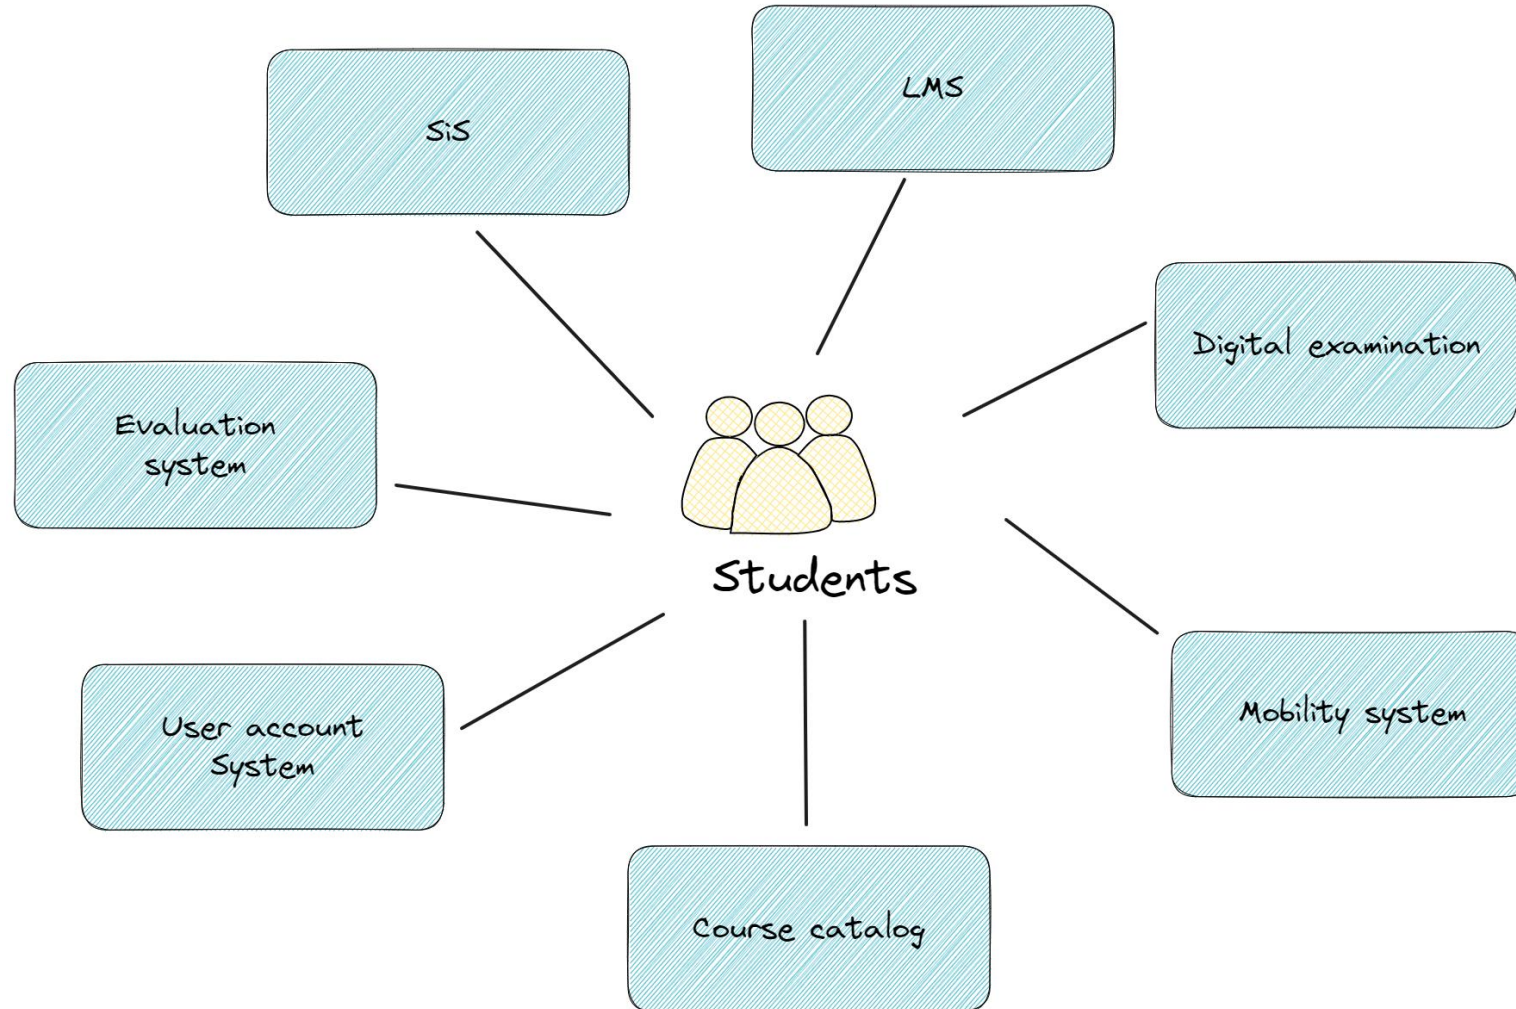 LMS
SiS
Digital examination
Evaluation
system
Students
Mobility system
User account
System
Course catalog